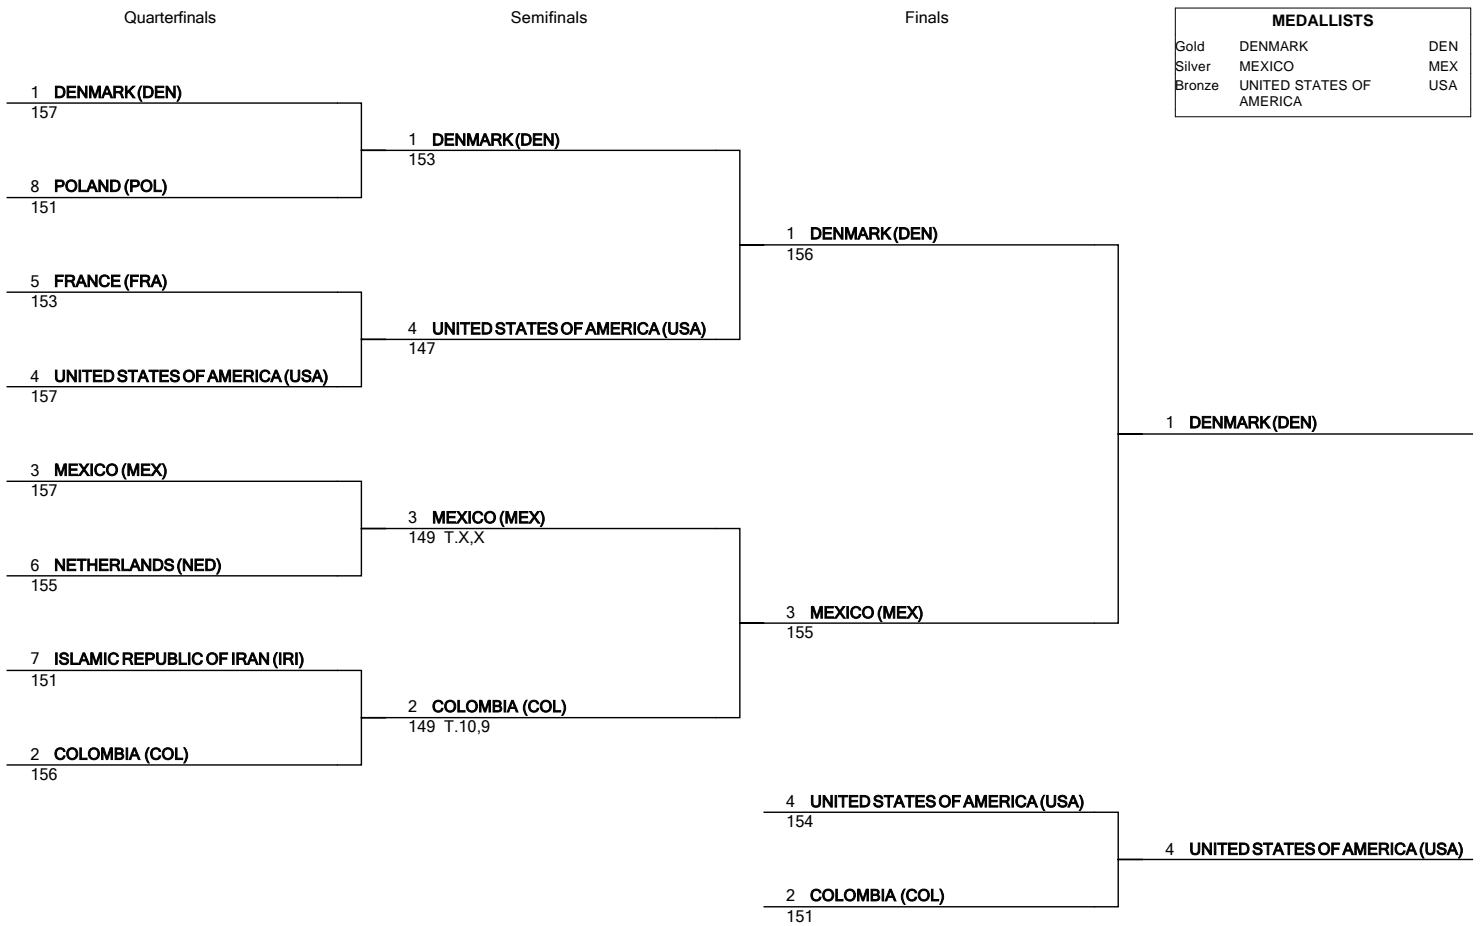 Quarterfinals
Semifinals
Finals
MEDALLISTS
Gold DENMARK DEN
Silver MEXICO MEX
Bronze UNITED STATES OF USA
AMERICA
1 DENMARK (DEN)
157
8 POLAND (POL)
151
5 FRANCE (FRA)
153
4 UNITED STATES OF AMERICA (USA)
157
3 MEXICO (MEX)
157
6 NETHERLANDS (NED)
155
7 ISLAMIC REPUBLIC OF IRAN (IRI)
151
2 COLOMBIA (COL)
156
1 DENMARK (DEN)
153
4 UNITED STATES OF AMERICA (USA)
147
3 MEXICO (MEX)
149 T.X,X
2 COLOMBIA (COL)
149 T.10,9
1 DENMARK (DEN)
156
3 MEXICO (MEX)
155
4 UNITED STATES OF AMERICA (USA)
154
2 COLOMBIA (COL)
151
1 DENMARK (DEN)
4 UNITED STATES OF AMERICA (USA)